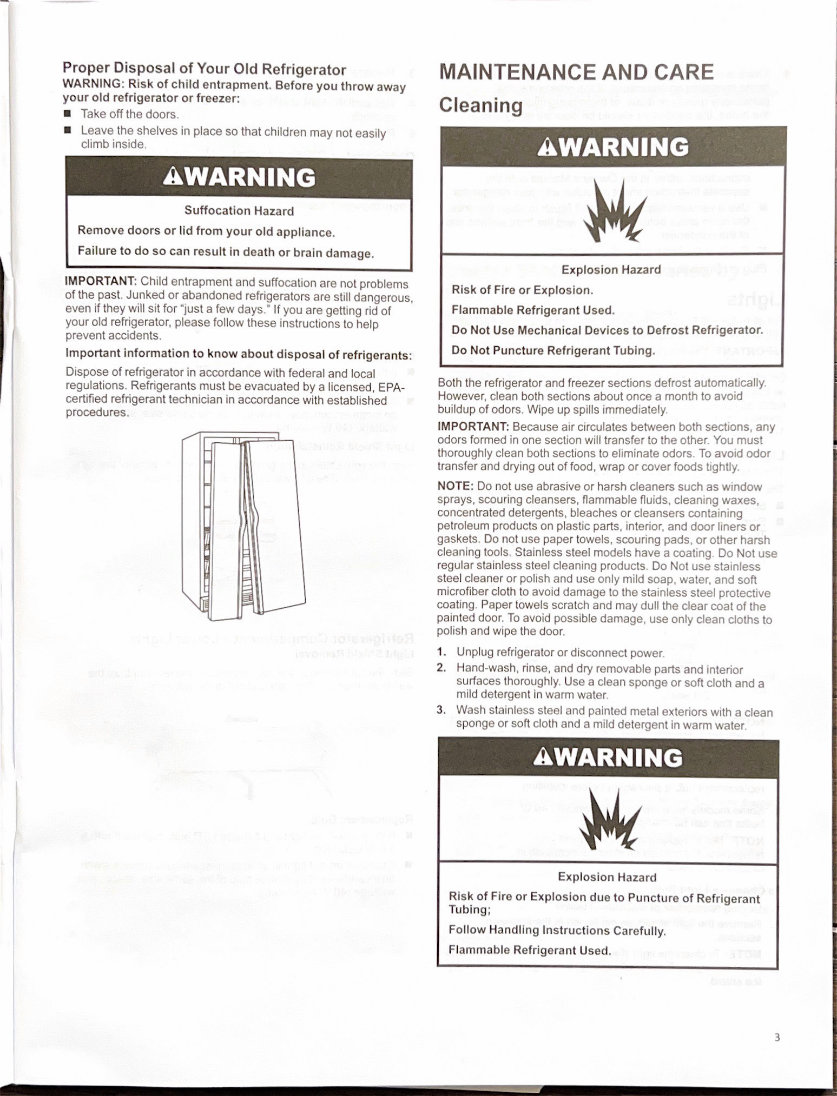 Proper Disposal of Your Old Refrigerator
WARNING: Risk of child entrapment. Before you throw away
your old refrigerator or freezer:
■ Take off the doors.
■ Leave the shelves in place so that children may not easily
climb inside.
⚠WARNING
Suffocation Hazard
Remove doors or lid from your old appliance.
Failure to do so can result in death or brain damage.
IMPORTANT: Child entrapment and suffocation are not problems
of the past. Junked or abandoned refrigerators are still dangerous,
even if they will sit for “just a few days.” If you are getting rid of
your old refrigerator, please follow these instructions to help
prevent accidents.
Important information to know about disposal of refrigerants:
Dispose of refrigerator in accordance with federal and local
regulations. Refrigerants must be evacuated by a licensed, EPA-
certified refrigerant technician in accordance with established
procedures.
MAINTENANCE AND CARE
Cleaning
⚠WARNING
Explosion Hazard
Risk of Fire or Explosion.
Flammable Refrigerant Used.
Do Not Use Mechanical Devices to Defrost Refrigerator.
Do Not Puncture Refrigerant Tubing.
Both the refrigerator and freezer sections defrost automatically.
However, clean both sections about once a month to avoid
buildup of odors. Wipe up spills immediately.
IMPORTANT: Because air circulates between both sections, any
odors formed in one section will transfer to the other. You must
thoroughly clean both sections to eliminate odors. To avoid odor
transfer and drying out of food, wrap or cover foods tightly.
NOTE: Do not use abrasive or harsh cleaners such as window
sprays, scouring cleansers, flammable fluids, cleaning waxes,
concentrated detergents, bleaches or cleansers containing
petroleum products on plastic parts, interior, and door liners or
gaskets. Do not use paper towels, scouring pads, or other harsh
cleaning tools. Stainless steel models have a coating. Do Not use
regular stainless steel cleaning products. Do Not use stainless
steel cleaner or polish and use only mild soap, water, and soft
microfiber cloth to avoid damage to the stainless steel protective
coating. Paper towels scratch and may dull the clear coat of the
painted door. To avoid possible damage, use only clean cloths to
polish and wipe the door.
1. Unplug refrigerator or disconnect power.
2. Hand-wash, rinse, and dry removable parts and interior
surfaces thoroughly. Use a clean sponge or soft cloth and a
mild detergent in warm water.
3. Wash stainless steel and painted metal exteriors with a clean
sponge or soft cloth and a mild detergent in warm water.
⚠WARNING
Explosion Hazard
Risk of Fire or Explosion due to Puncture of Refrigerant
Tubing;
Follow Handling Instructions Carefully.
Flammable Refrigerant Used.
3